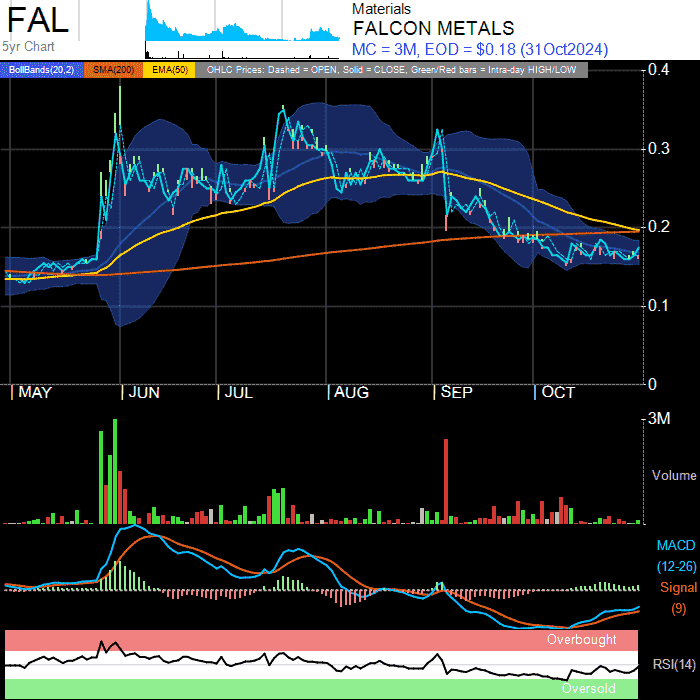 FAL
5yr Chart
Materials
FALCON METALS
MC = 3M, EOD = $0.18 (31Oct2024)
BollBands(20,2) SMA(200) EMA(50) OHLC Prices: Dashed = OPEN, Solid = CLOSE, Green/Red bars = Intra-day HIGH/LOW
0.4
0.3
0.2
0.1
0
MAY JUN JUL AUG SEP OCT
3M
Volume
MACD
(12-26)
Signal
(9)
Overbought
RSI(14)
Oversold